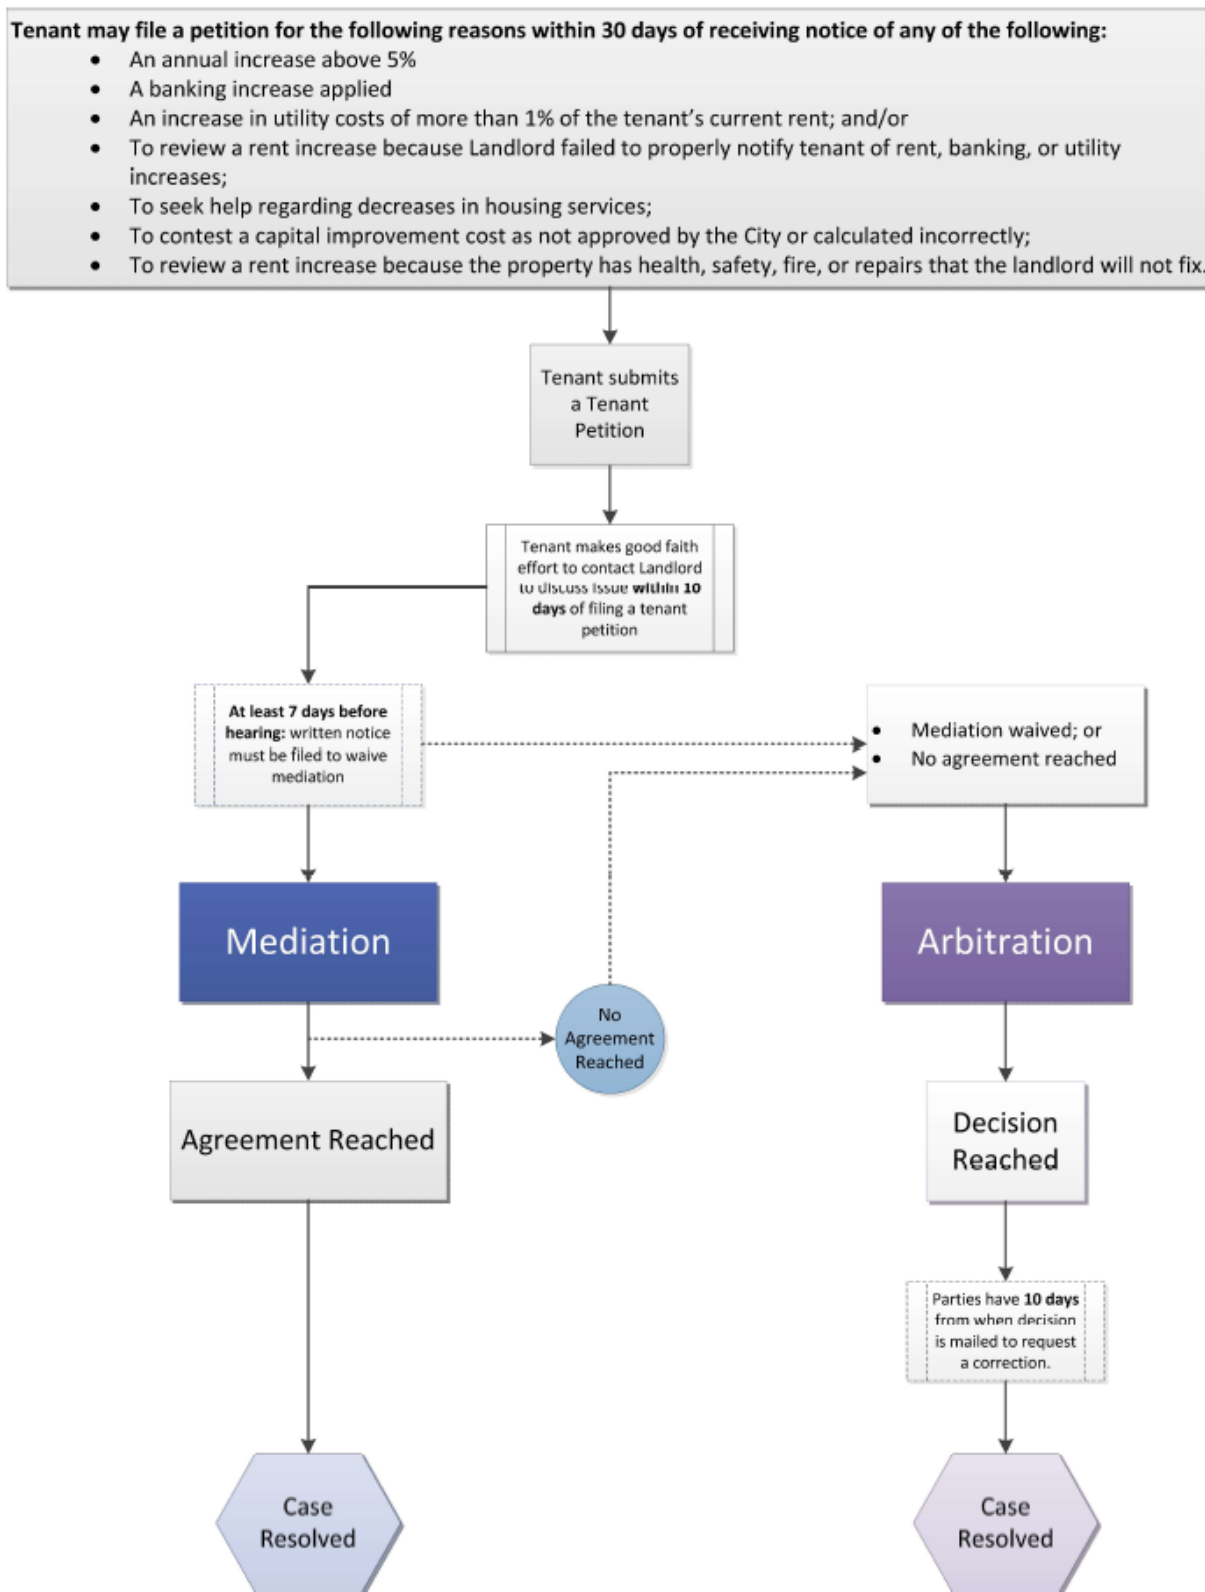 Tenant may file a petition for the following reasons within 30 days of receiving notice of any of the following:
• An annual increase above 5%
• A banking increase applied
• An increase in utility costs of more than 1% of the tenant’s current rent; and/or
• To review a rent increase because Landlord failed to properly notify tenant of rent, banking, or utility
increases;
• To seek help regarding decreases in housing services;
• To contest a capital improvement cost as not approved by the City or calculated incorrectly;
• To review a rent increase because the property has health, safety, fire, or repairs that the landlord will not fix.
Tenant submits
a Tenant
Petition
Tenant makes good faith
effort to contact Landlord
to discuss issue within 10
days of filing a tenant
petition
At least 7 days before
hearing: written notice
must be filed to waive
mediation
• Mediation waived; or
• No agreement reached
Mediation
Arbitration
No
Agreement
Reached
Agreement Reached
Decision
Reached
Parties have 10 days
from when decision
is mailed to request
a correction.
Case
Resolved
Case
Resolved